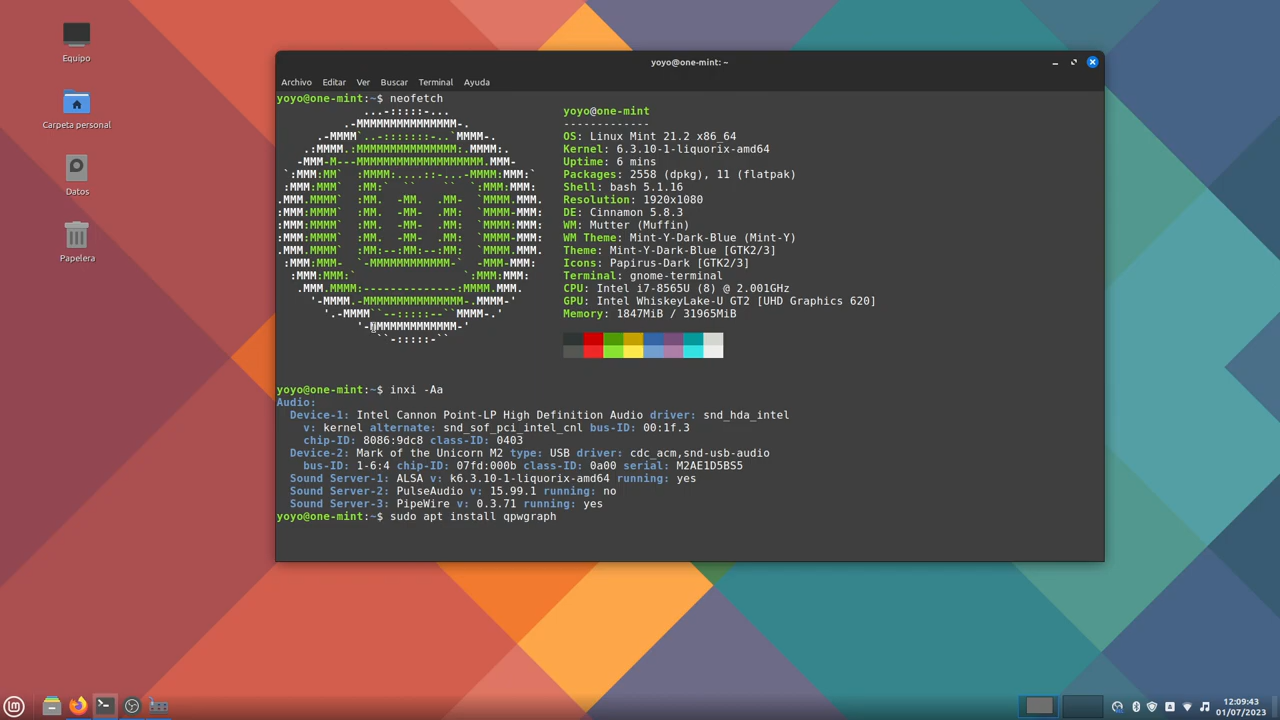 Equipo
Carpeta personal
Datos
Papelera
yoyo@one-mint: ~
Archivo Editar Ver Buscar Terminal Ayuda
yoyo@one-mint:~$ neofetch
yoyo@one-mint
-------------
OS: Linux Mint 21.2 x86_64
Kernel: 6.3.10-1-liquorix-amd64
Uptime: 6 mins
Packages: 2558 (dpkg), 11 (flatpak)
Shell: bash 5.1.16
Resolution: 1920x1080
DE: Cinnamon 5.8.3
WM: Mutter (Muffin)
WM Theme: Mint-Y-Dark-Blue (Mint-Y)
Theme: Mint-Y-Dark-Blue [GTK2/3]
Icons: Papirus-Dark [GTK2/3]
Terminal: gnome-terminal
CPU: Intel i7-8565U (8) @ 2.001GHz
GPU: Intel WhiskeyLake-U GT2 [UHD Graphics 620]
Memory: 1847MiB / 31965MiB
yoyo@one-mint:~$ inxi -Aa
Audio:
Device-1: Intel Cannon Point-LP High Definition Audio driver: snd_hda_intel
v: kernel alternate: snd_sof_pci_intel_cnl bus-ID: 00:1f.3
chip-ID: 8086:9dc8 class-ID: 0403
Device-2: Mark of the Unicorn M2 type: USB driver: cdc_acm,snd-usb-audio
bus-ID: 1-6:4 chip-ID: 07fd:000b class-ID: 0a00 serial: M2AE1D5BS5
Sound Server-1: ALSA v: k6.3.10-1-liquorix-amd64 running: yes
Sound Server-2: PulseAudio v: 15.99.1 running: no
Sound Server-3: PipeWire v: 0.3.71 running: yes
yoyo@one-mint:~$ sudo apt install qpwgraph
12:09:43
01/07/2023